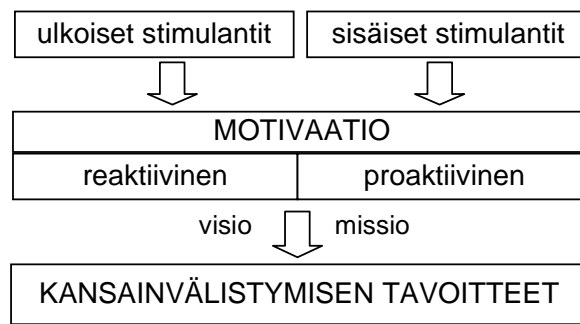 ulkoiset stimulantit sisäiset stimulantit
MOTIVAATIO
reaktiivinen proaktiivinen
visio missio
KANSAINVÄLISTYMISEN TAVOITTEET